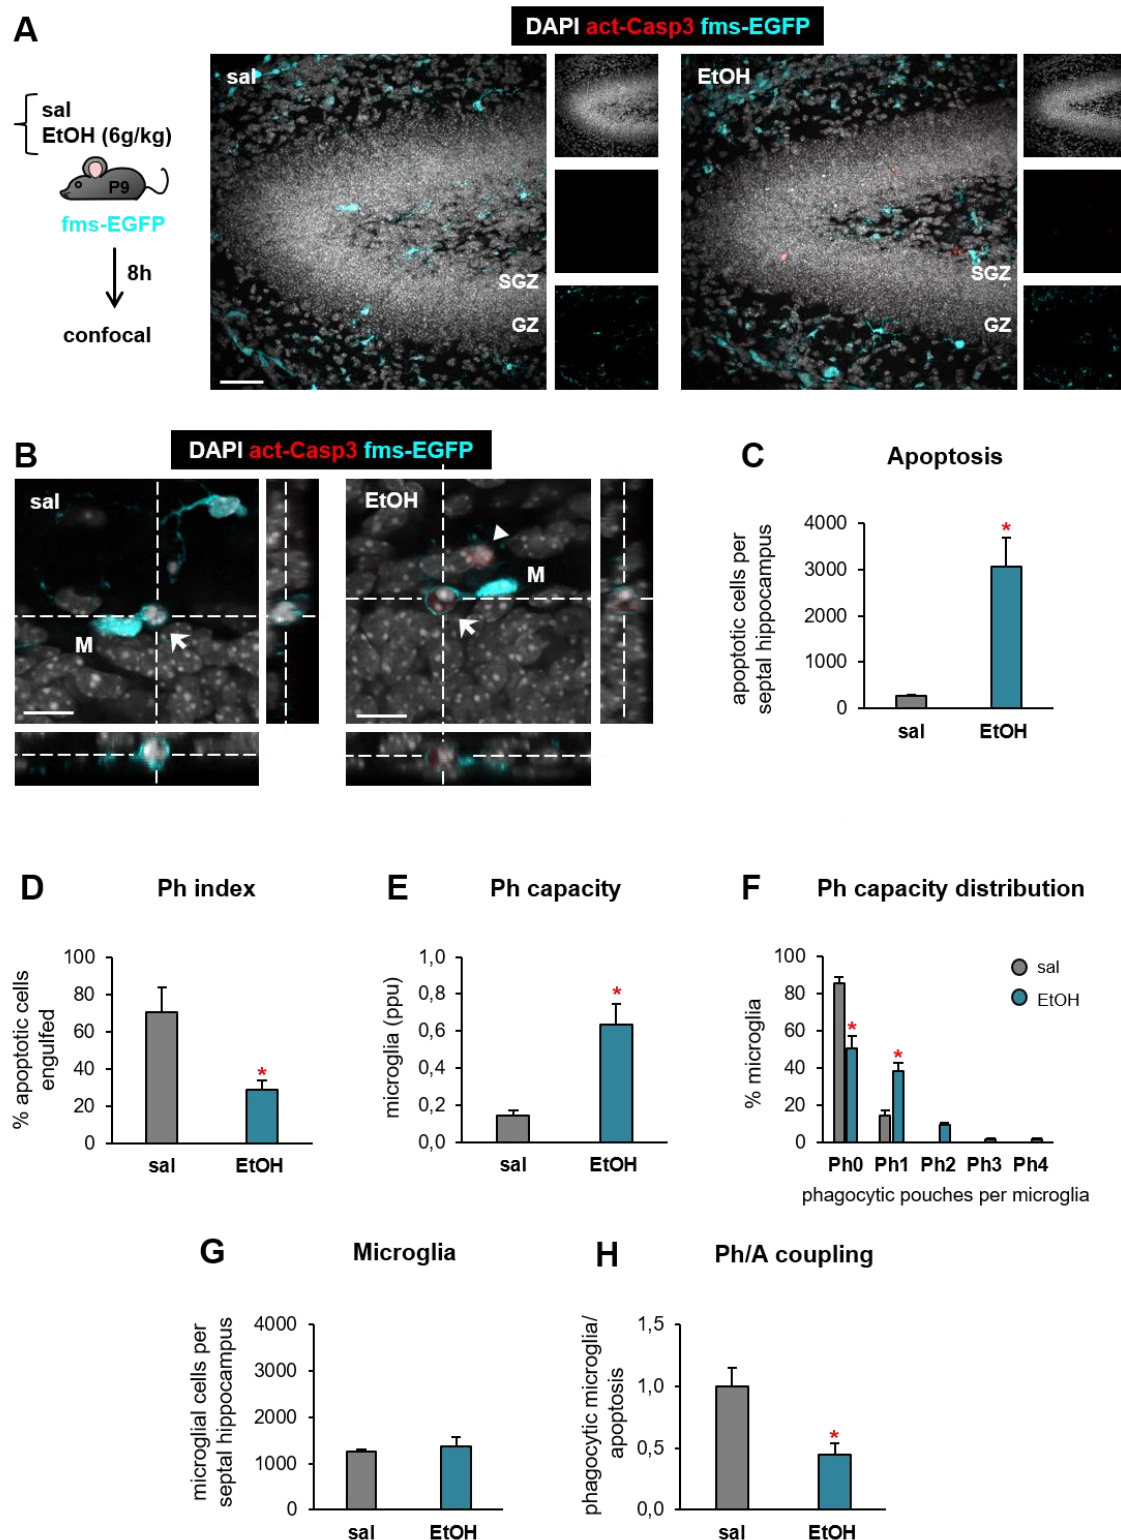 A
DAPI act-Casp3 fms-EGFP
sal
EtOH (6g/kg)
P9
fms-EGFP
8h
confocal
sal
SGZ
GZ
EtOH
SGZ
GZ
B
DAPI act-Casp3 fms-EGFP
sal
M
EtOH
M
C
Apoptosis
apoptotic cells per
septal hippocampus
4000
3000
2000
1000
0
*
sal
EtOH
D
Ph index
% apoptotic cells
engulfed
100
80
60
40
20
0
*
sal
EtOH
E
Ph capacity
microglia (ppu)
1,0
0,8
0,6
0,4
0,2
0,0
*
sal
EtOH
F
Ph capacity distribution
% microglia
100
80
60
40
20
0
sal
EtOH
*
*
Ph0 Ph1 Ph2 Ph3 Ph4
phagocytic pouches per microglia
G
Microglia
microglial cells per
septal hippocampus
4000
3000
2000
1000
0
sal
EtOH
H
Ph/A coupling
phagocytic microglia/
apoptosis
1,5
1,0
0,5
0,0
*
sal
EtOH